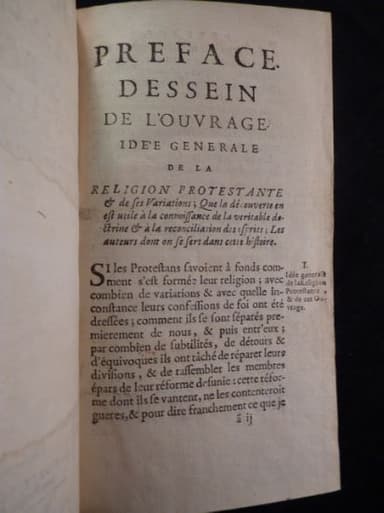 PREFACE.
DESSEIN
DE L'OUVRAGE.
IDE'E GENERALE
DE LA
RELIGION PROTESTANTE
& de ses Variations ; Que la découverte en
est utile à la connoissance de la veritable do-
ctrine & à la reconciliation des esprits : Les
auteurs dont on se sert dans cette histoire.
SI les Protestans savoient à fonds com-
ment s'est formée leur religion ; avec
combien de variations & avec quelle in-
constance leurs confessions de foi ont été
dressées ; comment ils se sont séparés pre-
mierement de nous, & puis entr'eux ;
par combien de subtilités, de détours &
d'équivoques ils ont tâché de réparer leurs
divisions, & de rassembler les membres
épars de leur réforme desunie : cette réfor-
me dont ils se vantent, ne les contenteroit
gueres, & pour dire franchement ce que je
ã ij
I.
Idée generale
de la Religion
Protestante,
& de cet Ou-
vrage.